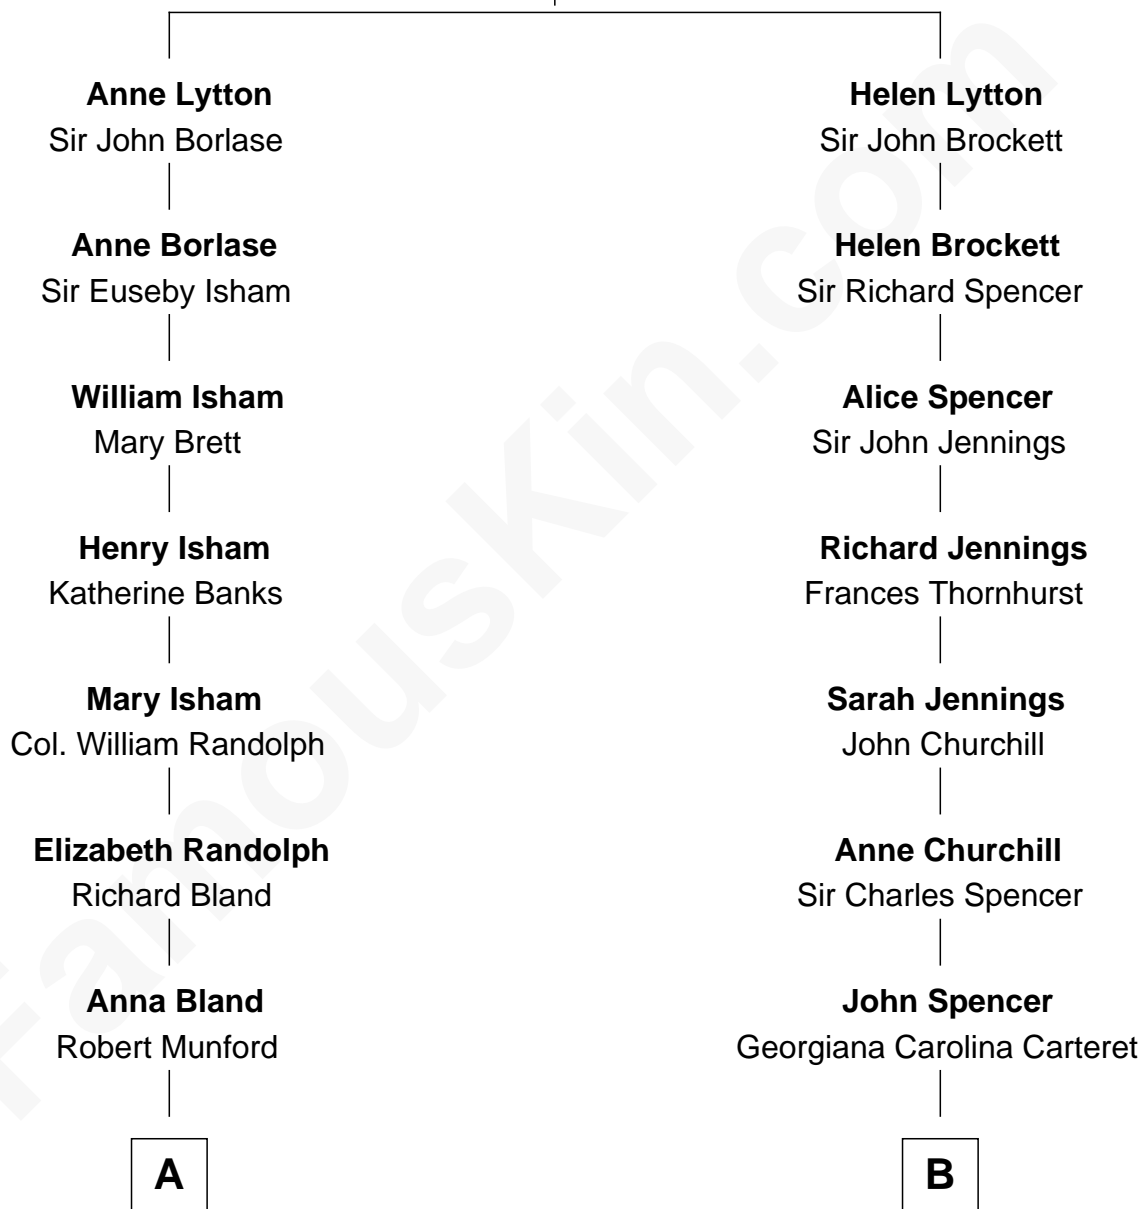 Anne Lytton
Sir John Borlase
Anne Borlase
Sir Euseby Isham
William Isham
Mary Brett
Henry Isham
Katherine Banks
Mary Isham
Col. William Randolph
Elizabeth Randolph
Richard Bland
Anna Bland
Robert Munford
A
Helen Lytton
Sir John Brockett
Helen Brockett
Sir Richard Spencer
Alice Spencer
Sir John Jennings
Richard Jennings
Frances Thornhurst
Sarah Jennings
John Churchill
Anne Churchill
Sir Charles Spencer
John Spencer
Georgiana Carolina Carteret
B
FamousKin.com